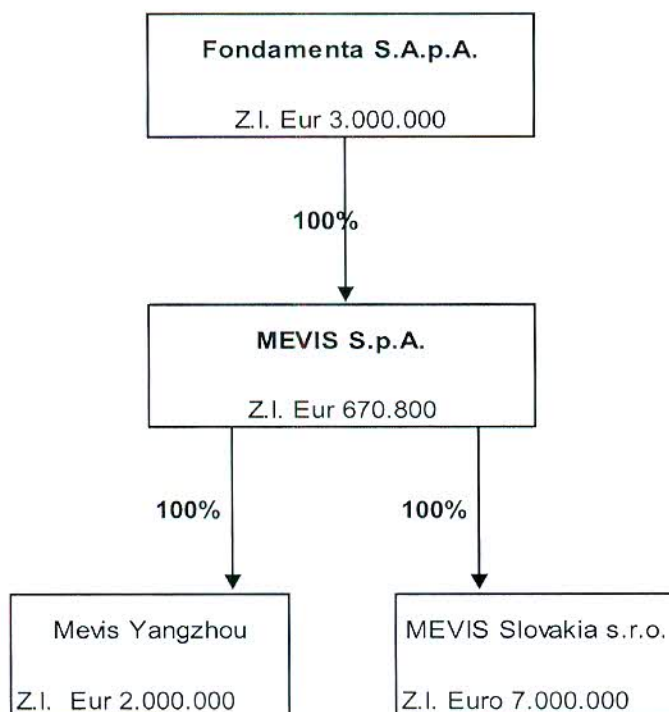 Fondamenta S.A.p.A.
Z.I. Eur 3.000.000
100%
MEVIS S.p.A.
Z.I. Eur 670.800
100%
100%
Mevis Yangzhou
Z.I. Eur 2.000.000
MEVIS Slovakia s.r.o.
Z.I. Euro 7.000.000